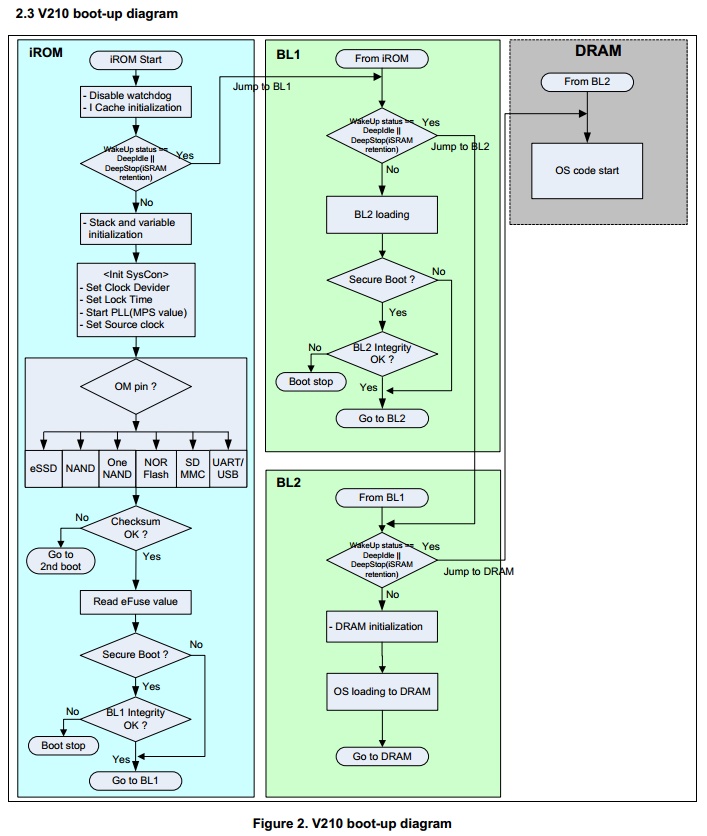 2.3 V210 boot-up diagram
iROM
iROM Start
- Disable watchdog
- I Cache initialization
WakeUp status ==
DeepIdle ||
DeepStop(iSRAM
retention)
Yes
Jump to BL1
No
- Stack and variable
initialization
<Init SysCon>
- Set Clock Devider
- Set Lock Time
- Start PLL(MPS value)
- Set Source clock
OM pin ?
eSSD
NAND
One
NAND
NOR
Flash
SD
MMC
UART/
USB
Checksum
OK ?
No
Go to
2nd boot
Yes
Read eFuse value
Secure Boot ?
No
Yes
BL1 Integrity
OK ?
No
Boot stop
Yes
Go to BL1
BL1
From iROM
WakeUp status ==
DeepIdle ||
DeepStop(iSRAM
retention)
Yes
Jump to BL2
No
BL2 loading
Secure Boot ?
No
Yes
BL2 Integrity
OK ?
No
Boot stop
Yes
Go to BL2
BL2
From BL1
WakeUp status ==
DeepIdle ||
DeepStop(iSRAM
retention)
Yes
Jump to DRAM
No
- DRAM initialization
OS loading to DRAM
Go to DRAM
DRAM
From BL2
OS code start
Figure 2. V210 boot-up diagram